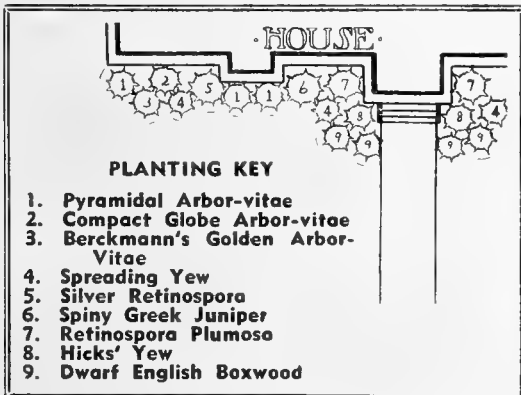 · HOUSE ·
1 2 5 1 1 6 7 7
3 4 4 8 8 4
9 9 9 9
PLANTING KEY
1. Pyramidal Arbor-vitae
2. Compact Globe Arbor-vitae
3. Berckmann's Golden Arbor-
Vitae
4. Spreading Yew
5. Silver Retinospora
6. Spiny Greek Juniper
7. Retinospora Plumosa
8. Hicks' Yew
9. Dwarf English Boxwood